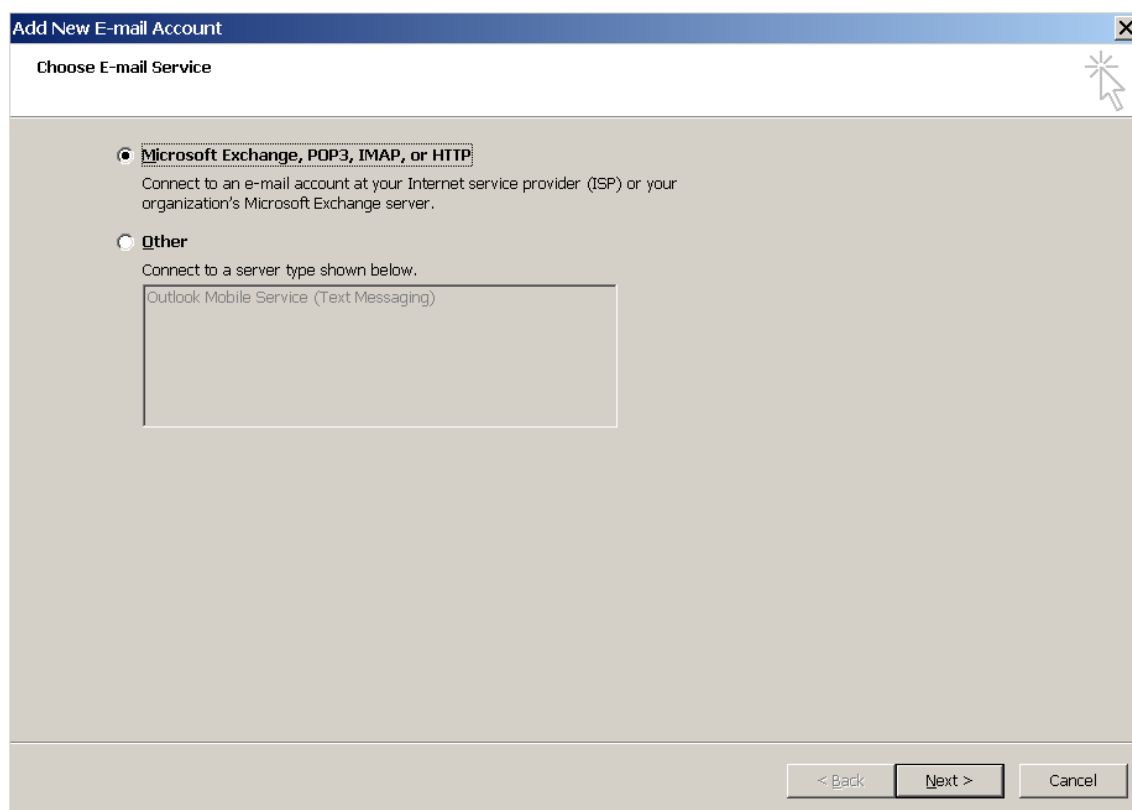 Add New E-mail Account
Choose E-mail Service
Microsoft Exchange, POP3, IMAP, or HTTP
Connect to an e-mail account at your Internet service provider (ISP) or your
organization's Microsoft Exchange server.
Other
Connect to a server type shown below.
Outlook Mobile Service (Text Messaging)
< Back
Next >
Cancel